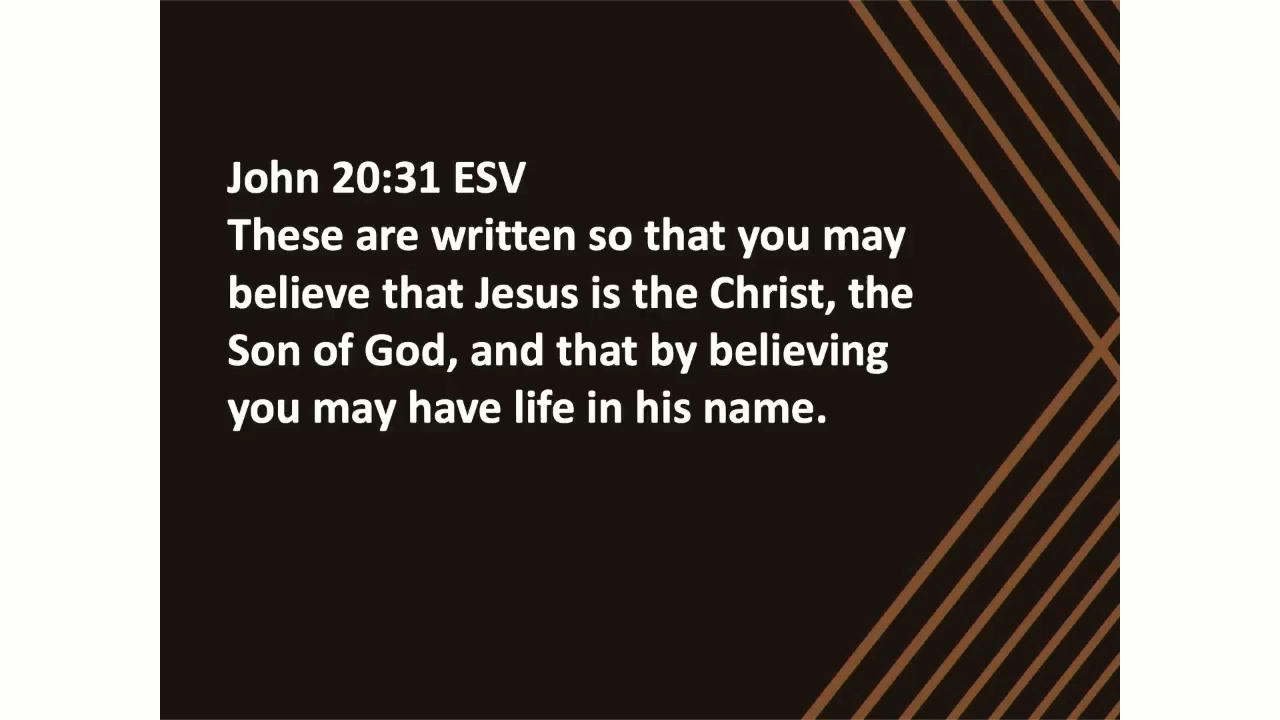 John 20:31 ESV
These are written so that you may
believe that Jesus is the Christ, the
Son of God, and that by believing
you may have life in his name.